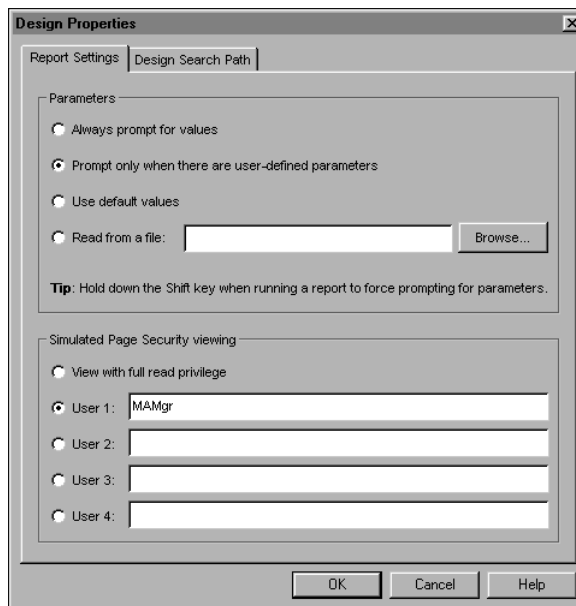 Design Properties
Report Settings
Design Search Path
Parameters
Always prompt for values
Prompt only when there are user-defined parameters
Use default values
Read from a file:
Browse...
Tip: Hold down the Shift key when running a report to force prompting for parameters.
Simulated Page Security viewing
View with full read privilege
User 1: MAMgr
User 2:
User 3:
User 4:
OK
Cancel
Help